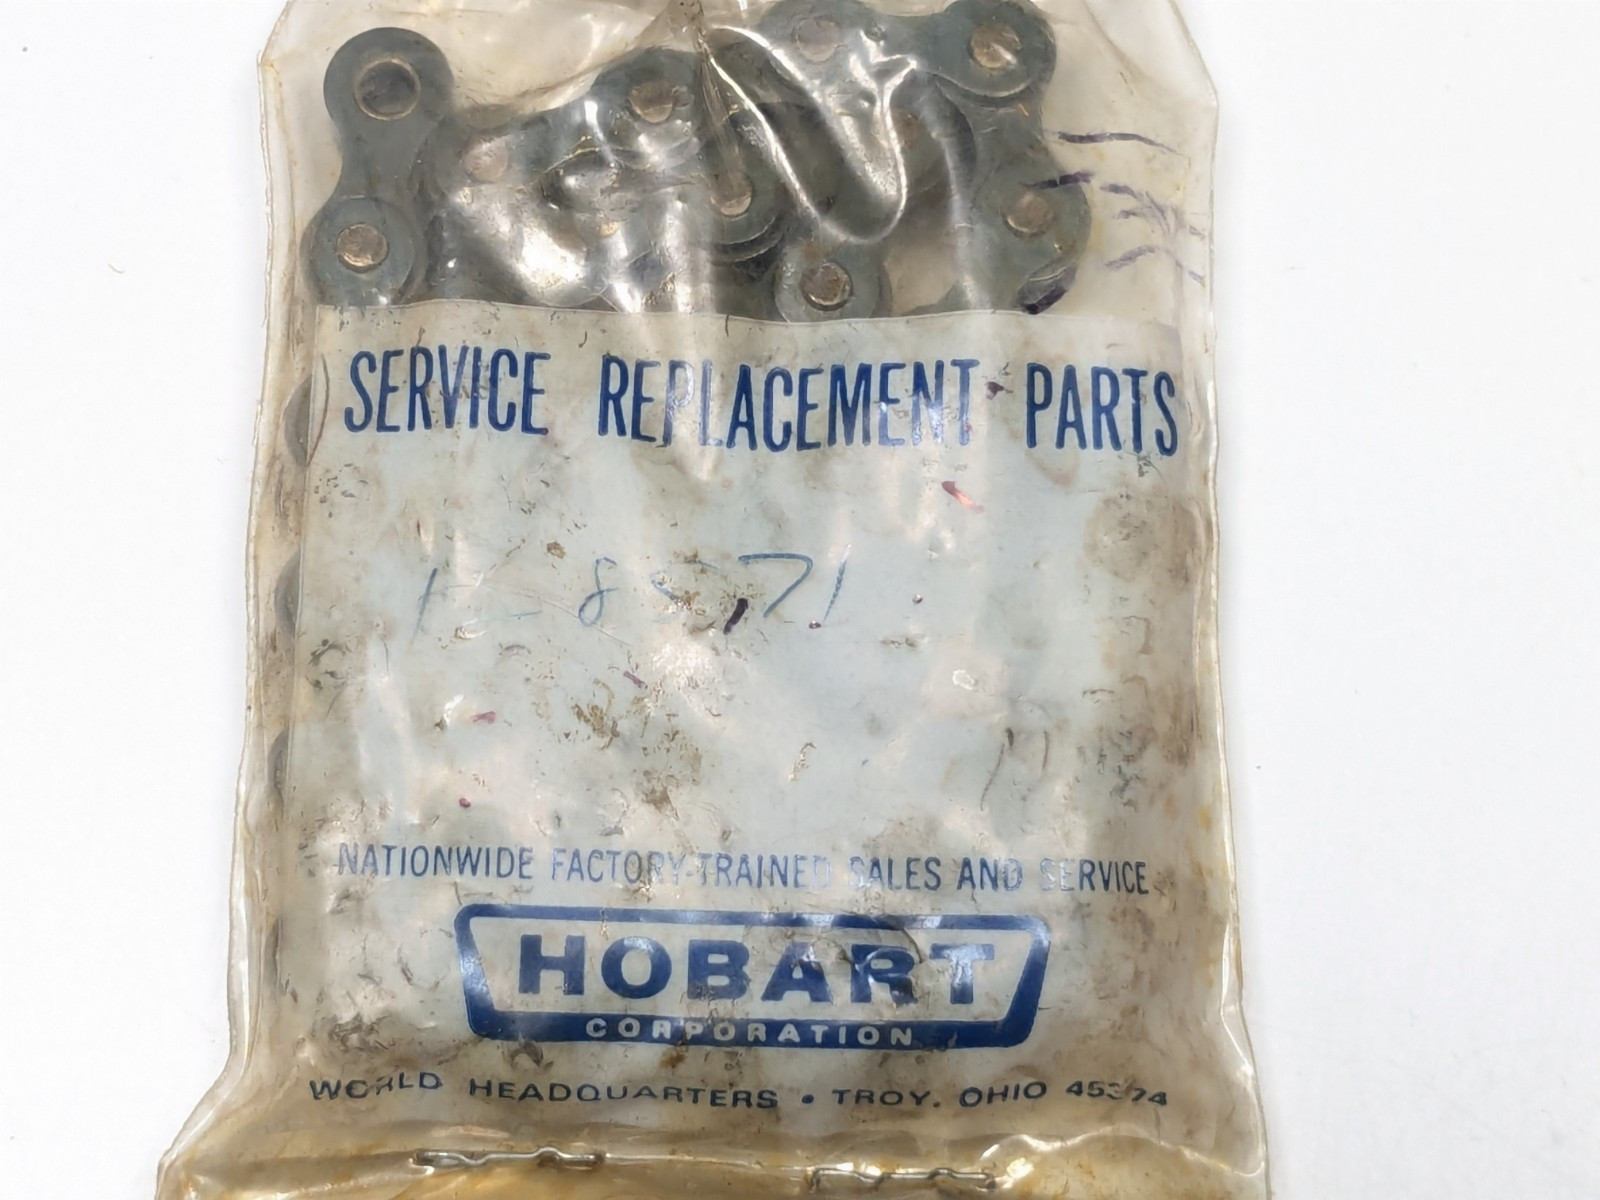 SERVICE REPLACEMENT PARTS
NATIONWIDE FACTORY-TRAINED SALES AND SERVICE
HOBART
CORPORATION
WORLD HEADQUARTERS • TROY, OHIO 45374